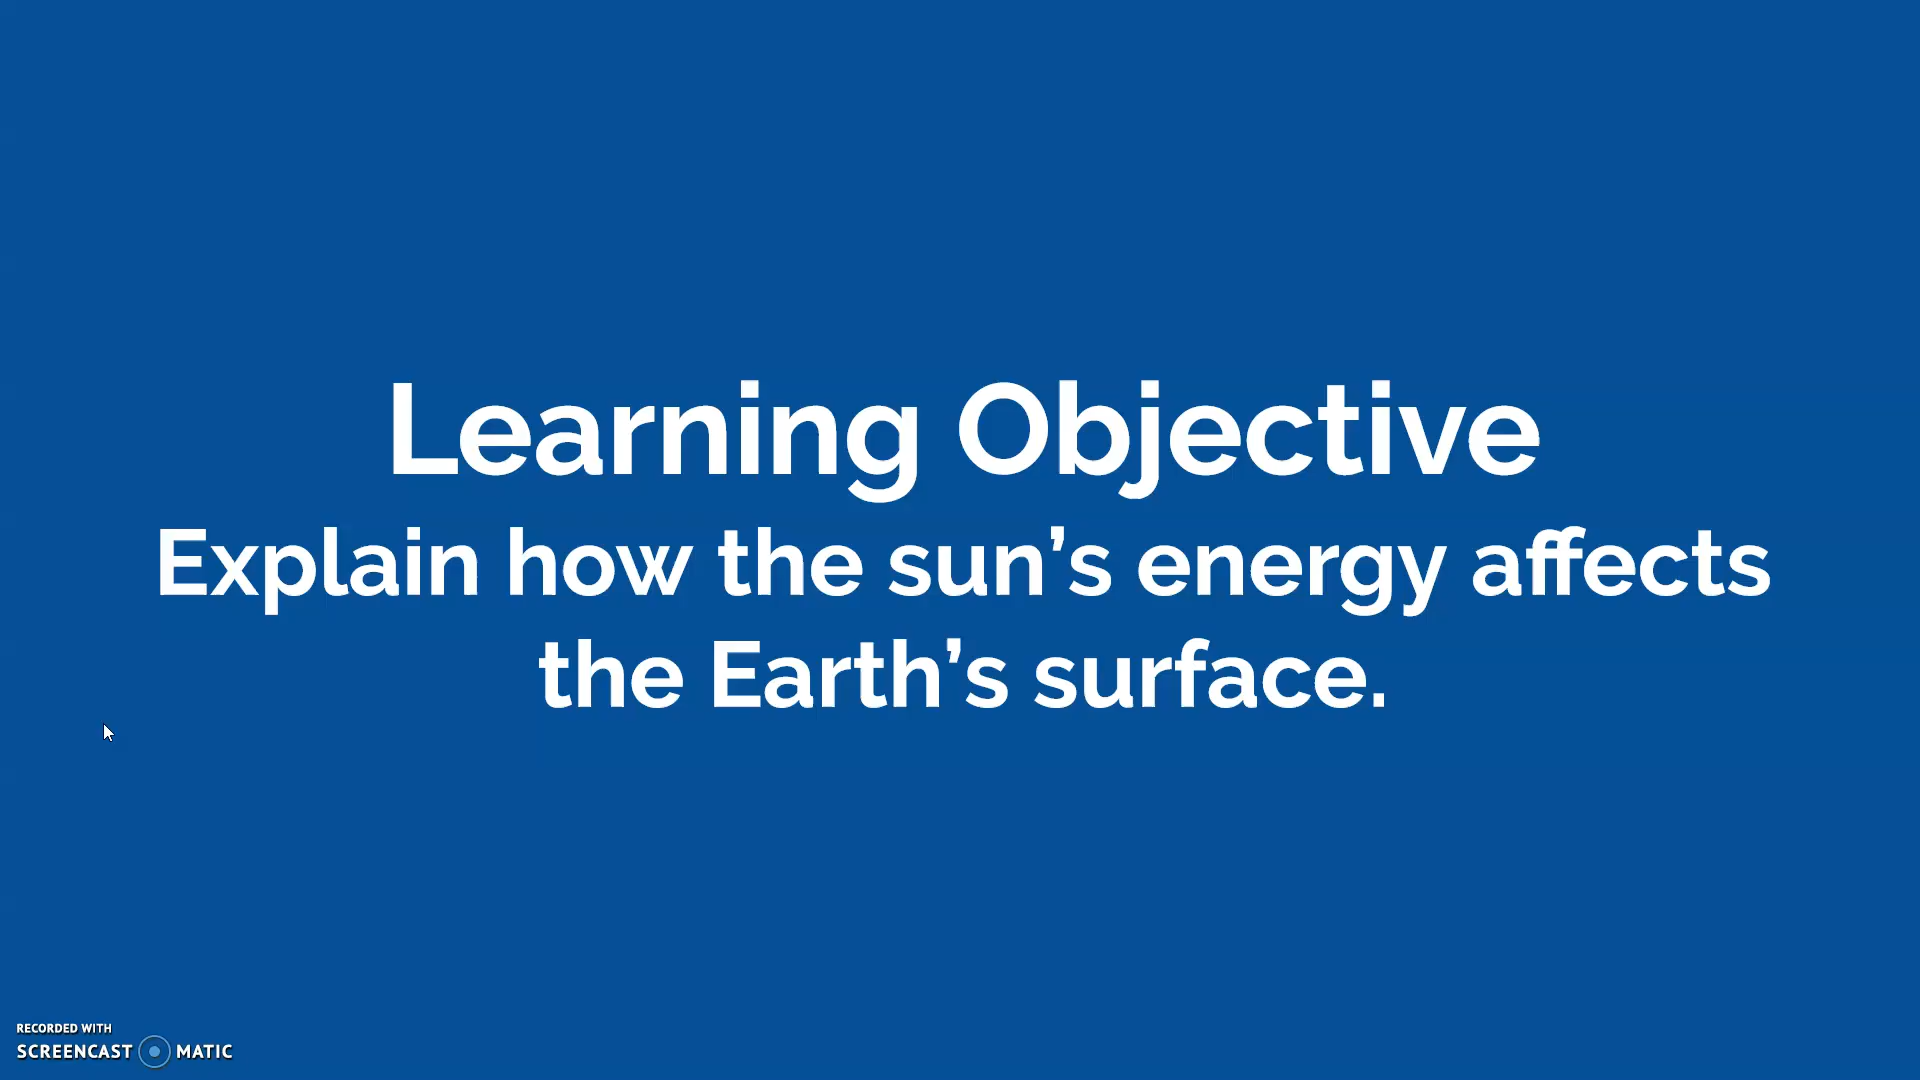 Learning Objective
Explain how the sun’s energy affects
the Earth’s surface.
RECORDED WITH
SCREENCAST MATIC